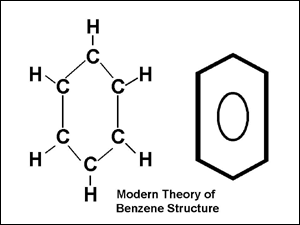 H
C
H C C H
H C C H
C
H
Modern Theory of
Benzene Structure